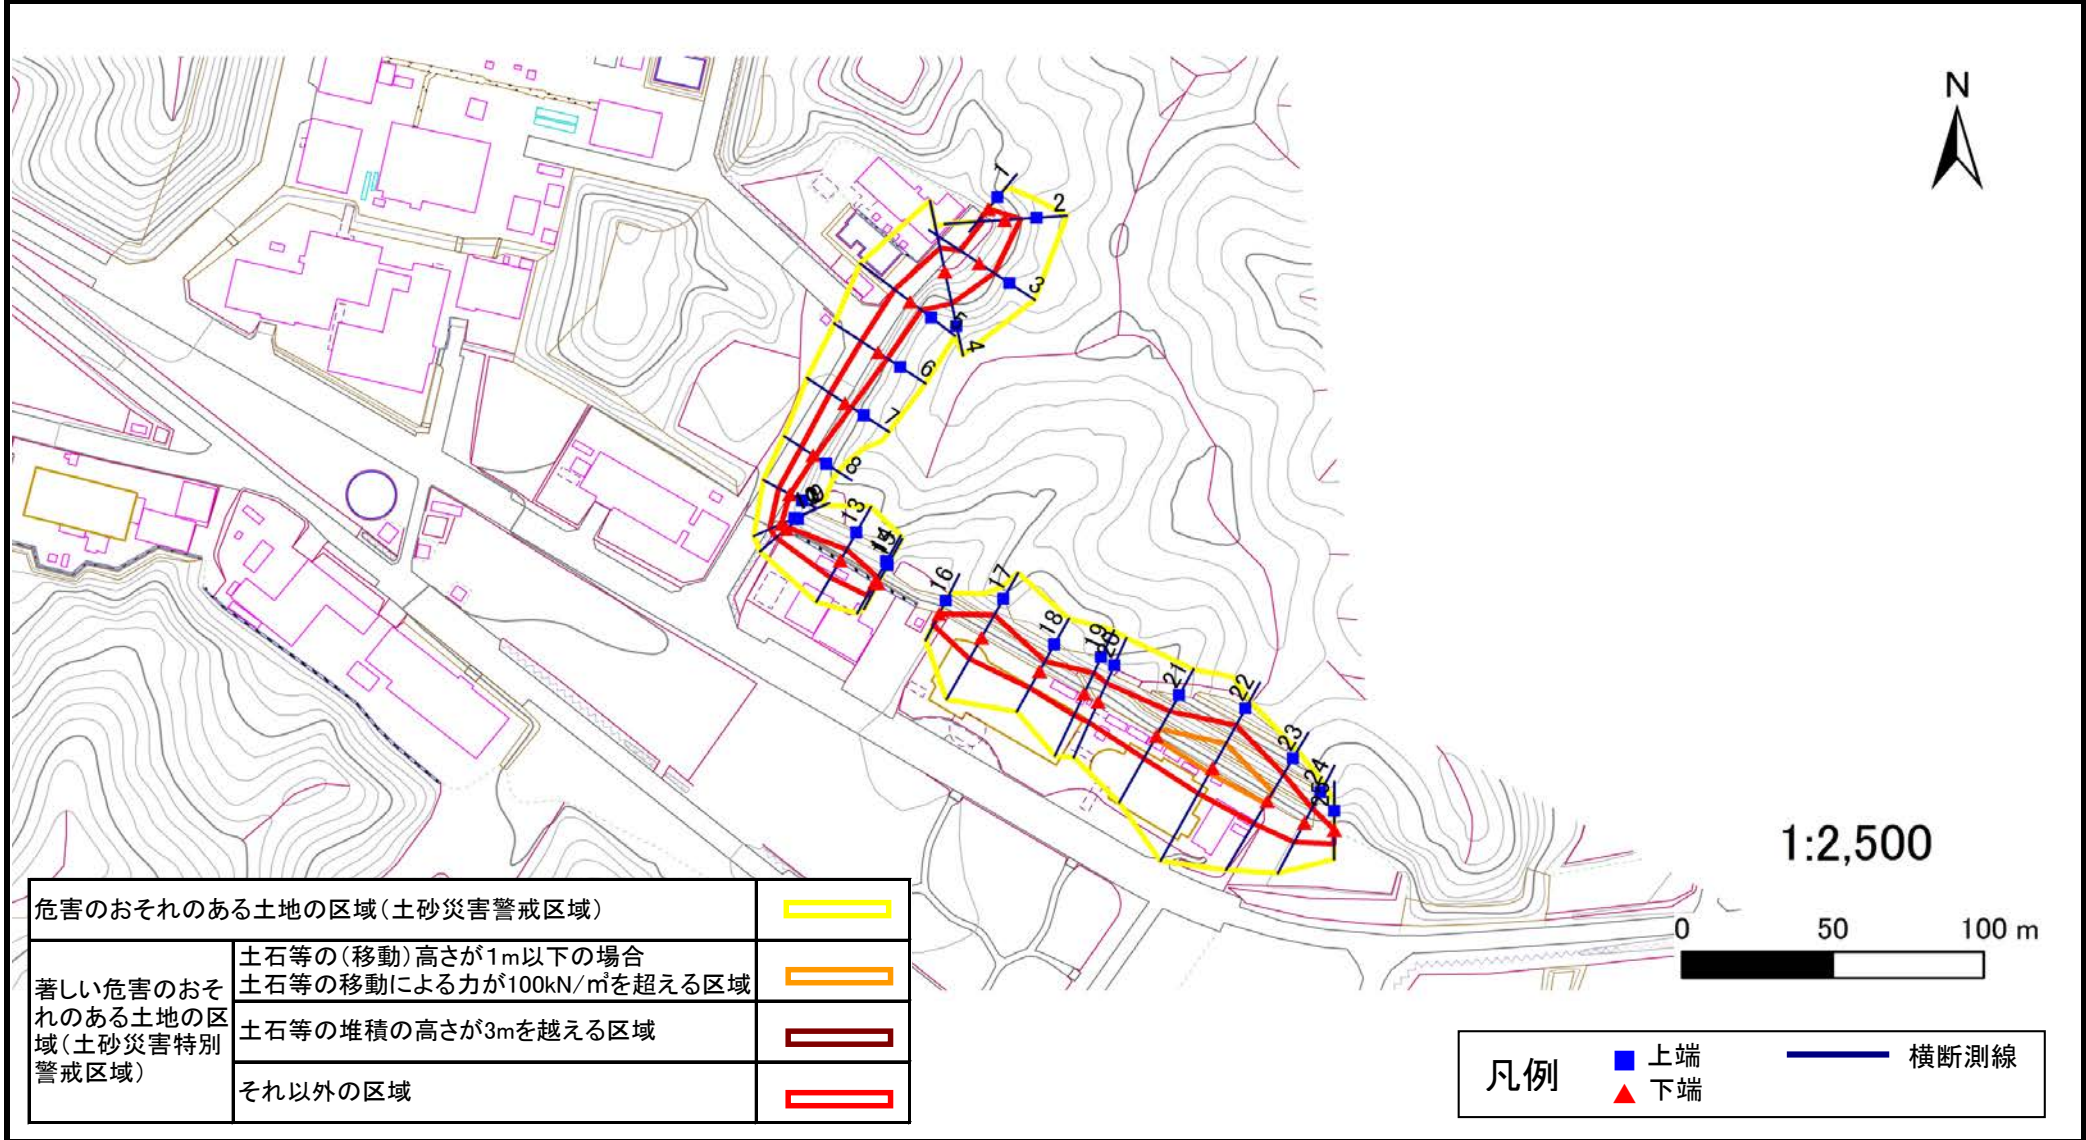 N
1
2
3
5
4
6
7
8
13
16
17
18
19
20
21
22
23
24
25
1:2,500
0 50 100 m
危害のおそれのある土地の区域(土砂災害警戒区域)
著しい危害のおそれのある土地の区域(土砂災害特別警戒区域)
土石等の(移動)高さが1m以下の場合
土石等の移動による力が100kN/㎡を超える区域
土石等の堆積の高さが3mを越える区域
それ以外の区域
凡例
上端
下端
横断測線